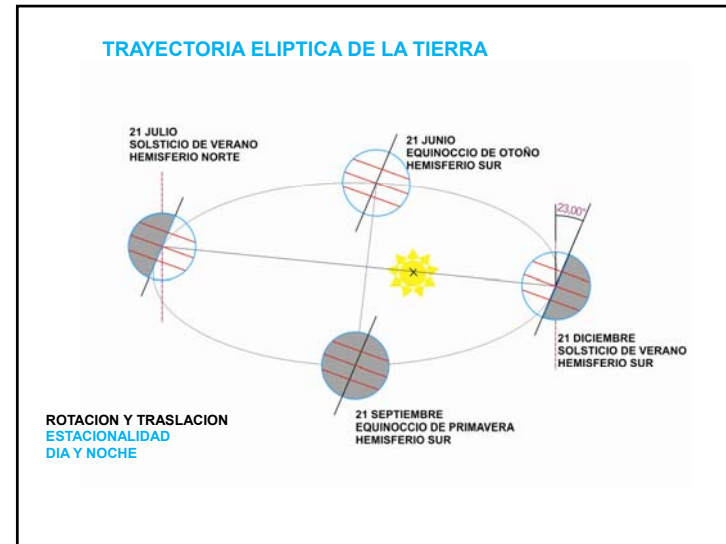 TRAYECTORIA ELIPTICA DE LA TIERRA
21 JULIO
SOLSTICIO DE VERANO
HEMISFERIO NORTE
21 JUNIO
EQUINOCCIO DE OTOÑO
HEMISFERIO SUR
23,00°
21 DICIEMBRE
SOLSTICIO DE VERANO
HEMISFERIO SUR
21 SEPTIEMBRE
EQUINOCCIO DE PRIMAVERA
HEMISFERIO SUR
ROTACION Y TRASLACION
ESTACIONALIDAD
DIA Y NOCHE